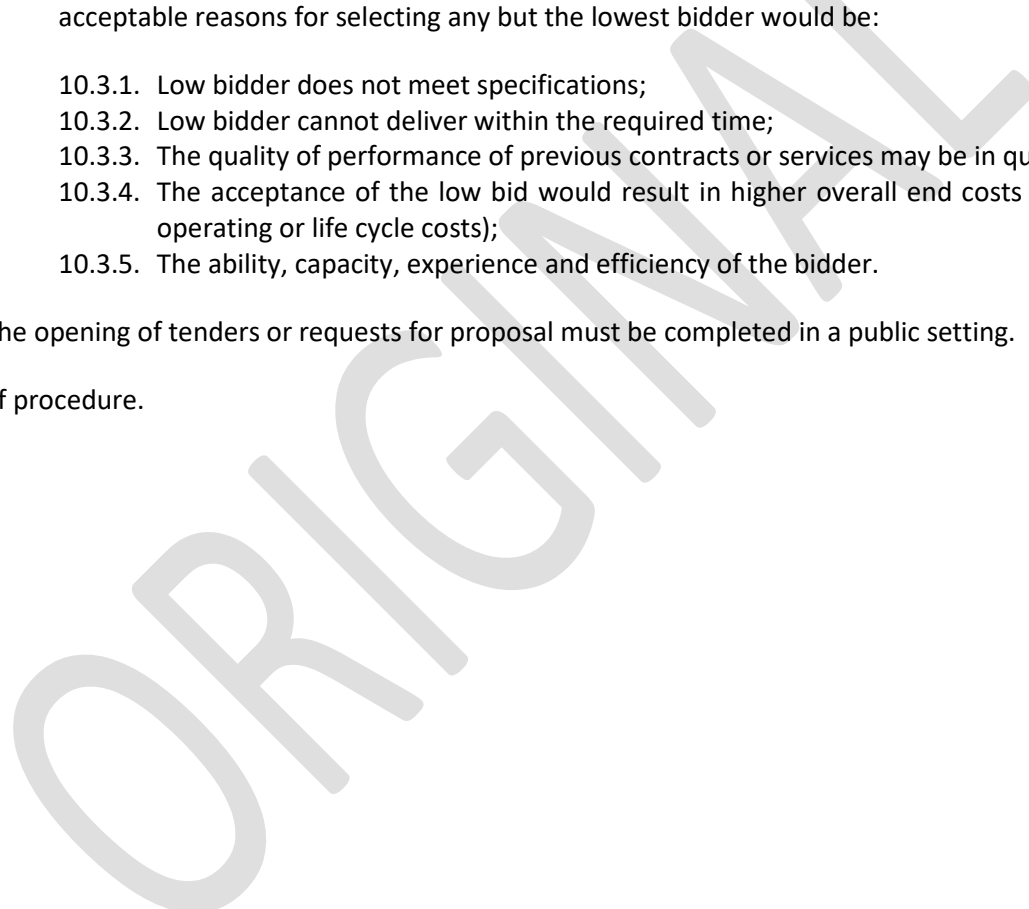 acceptable reasons for selecting any but the lowest bidder would be:
10.3.1. Low bidder does not meet specifications;
10.3.2. Low bidder cannot deliver within the required time;
10.3.3. The quality of performance of previous contracts or services may be in
10.3.4. The acceptance of the low bid would result in higher overall end costs
operating or life cycle costs);
10.3.5. The ability, capacity, experience and efficiency of the bidder.
opening of tenders or requests for proposal must be completed in a public setting.
procedure.
ORIGINAL